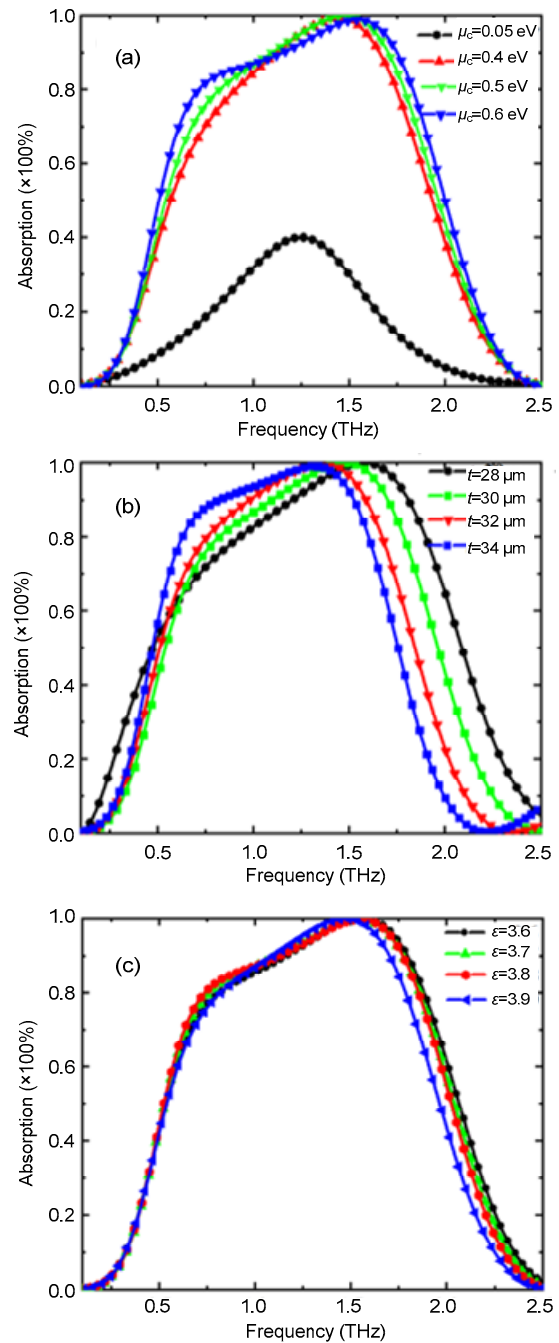 (a)
μc=0.05 eV
μc=0.4 eV
μc=0.5 eV
μc=0.6 eV
1.0
0.8
0.6
0.4
0.2
0.0
Absorption (×100%)
0.5 1.0 1.5 2.0 2.5
Frequency (THz)
(b)
t=28 μm
t=30 μm
t=32 μm
t=34 μm
1.0
0.8
0.6
0.4
0.2
0.0
Absorption (×100%)
0.5 1.0 1.5 2.0 2.5
Frequency (THz)
(c)
ε=3.6
ε=3.7
ε=3.8
ε=3.9
1.0
0.8
0.6
0.4
0.2
0.0
Absorption (×100%)
0.5 1.0 1.5 2.0 2.5
Frequency (THz)